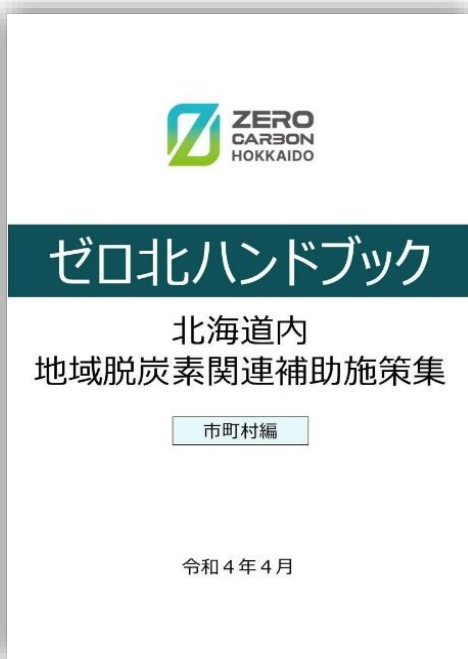 ZERO
CARBON
HOKKAIDO
ゼロ北ハンドブック
北海道内
地域脱炭素関連補助施策集
市町村編
令和４年４月